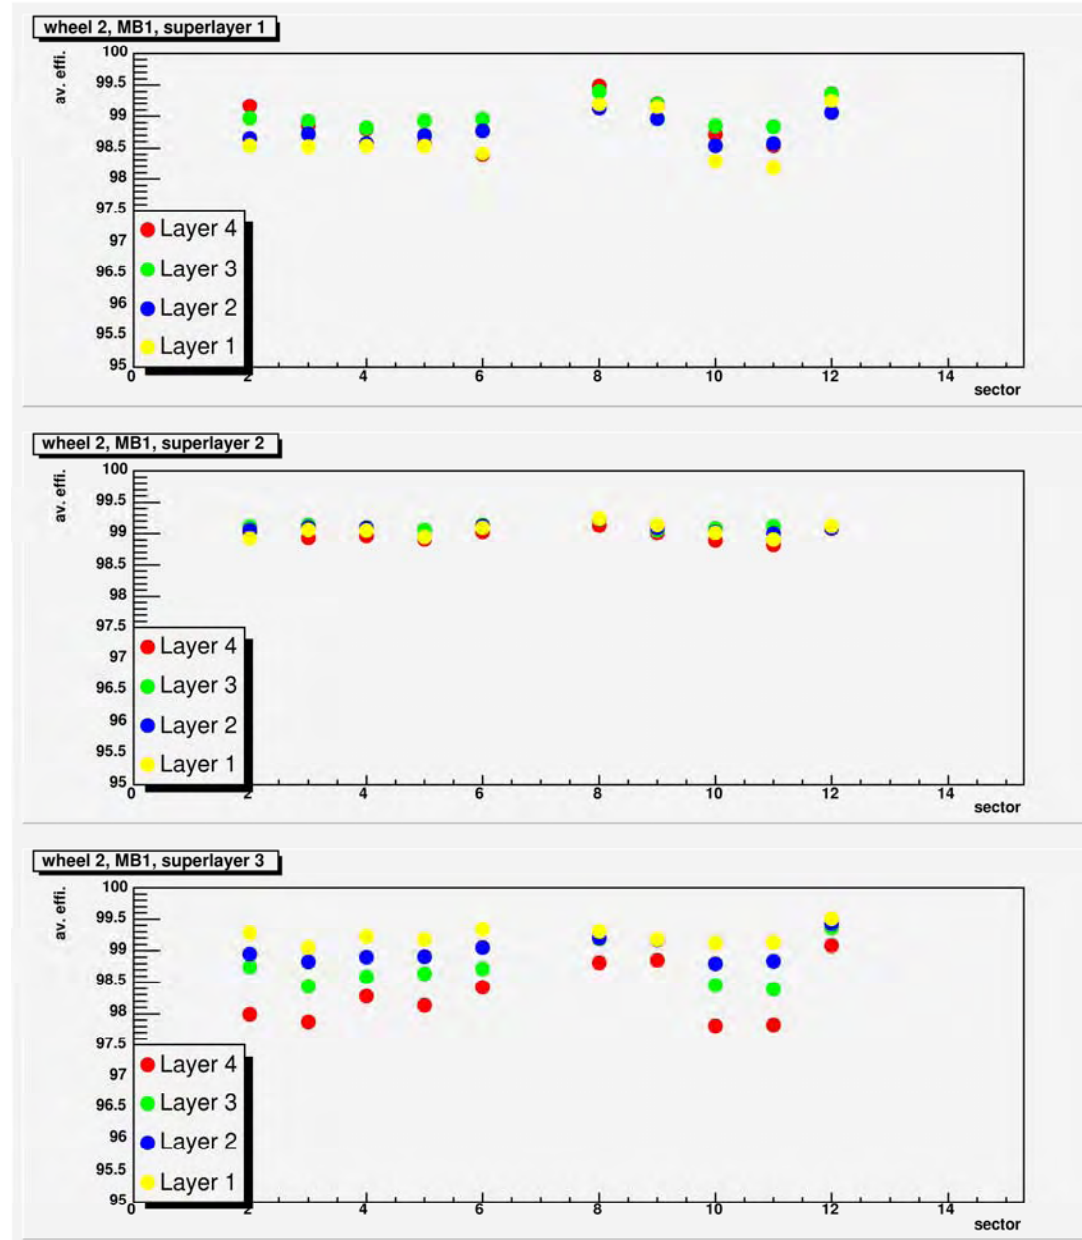 wheel 2, MB1, superlayer 1
av. effi.
100
99.5
99
98.5
98
97.5
97
96.5
96
95.5
95
Layer 4
Layer 3
Layer 2
Layer 1
0 2 4 6 8 10 12 14
sector
wheel 2, MB1, superlayer 2
av. effi.
100
99.5
99
98.5
98
97.5
97
96.5
96
95.5
95
Layer 4
Layer 3
Layer 2
Layer 1
0 2 4 6 8 10 12 14
sector
wheel 2, MB1, superlayer 3
av. effi.
100
99.5
99
98.5
98
97.5
97
96.5
96
95.5
95
Layer 4
Layer 3
Layer 2
Layer 1
0 2 4 6 8 10 12 14
sector